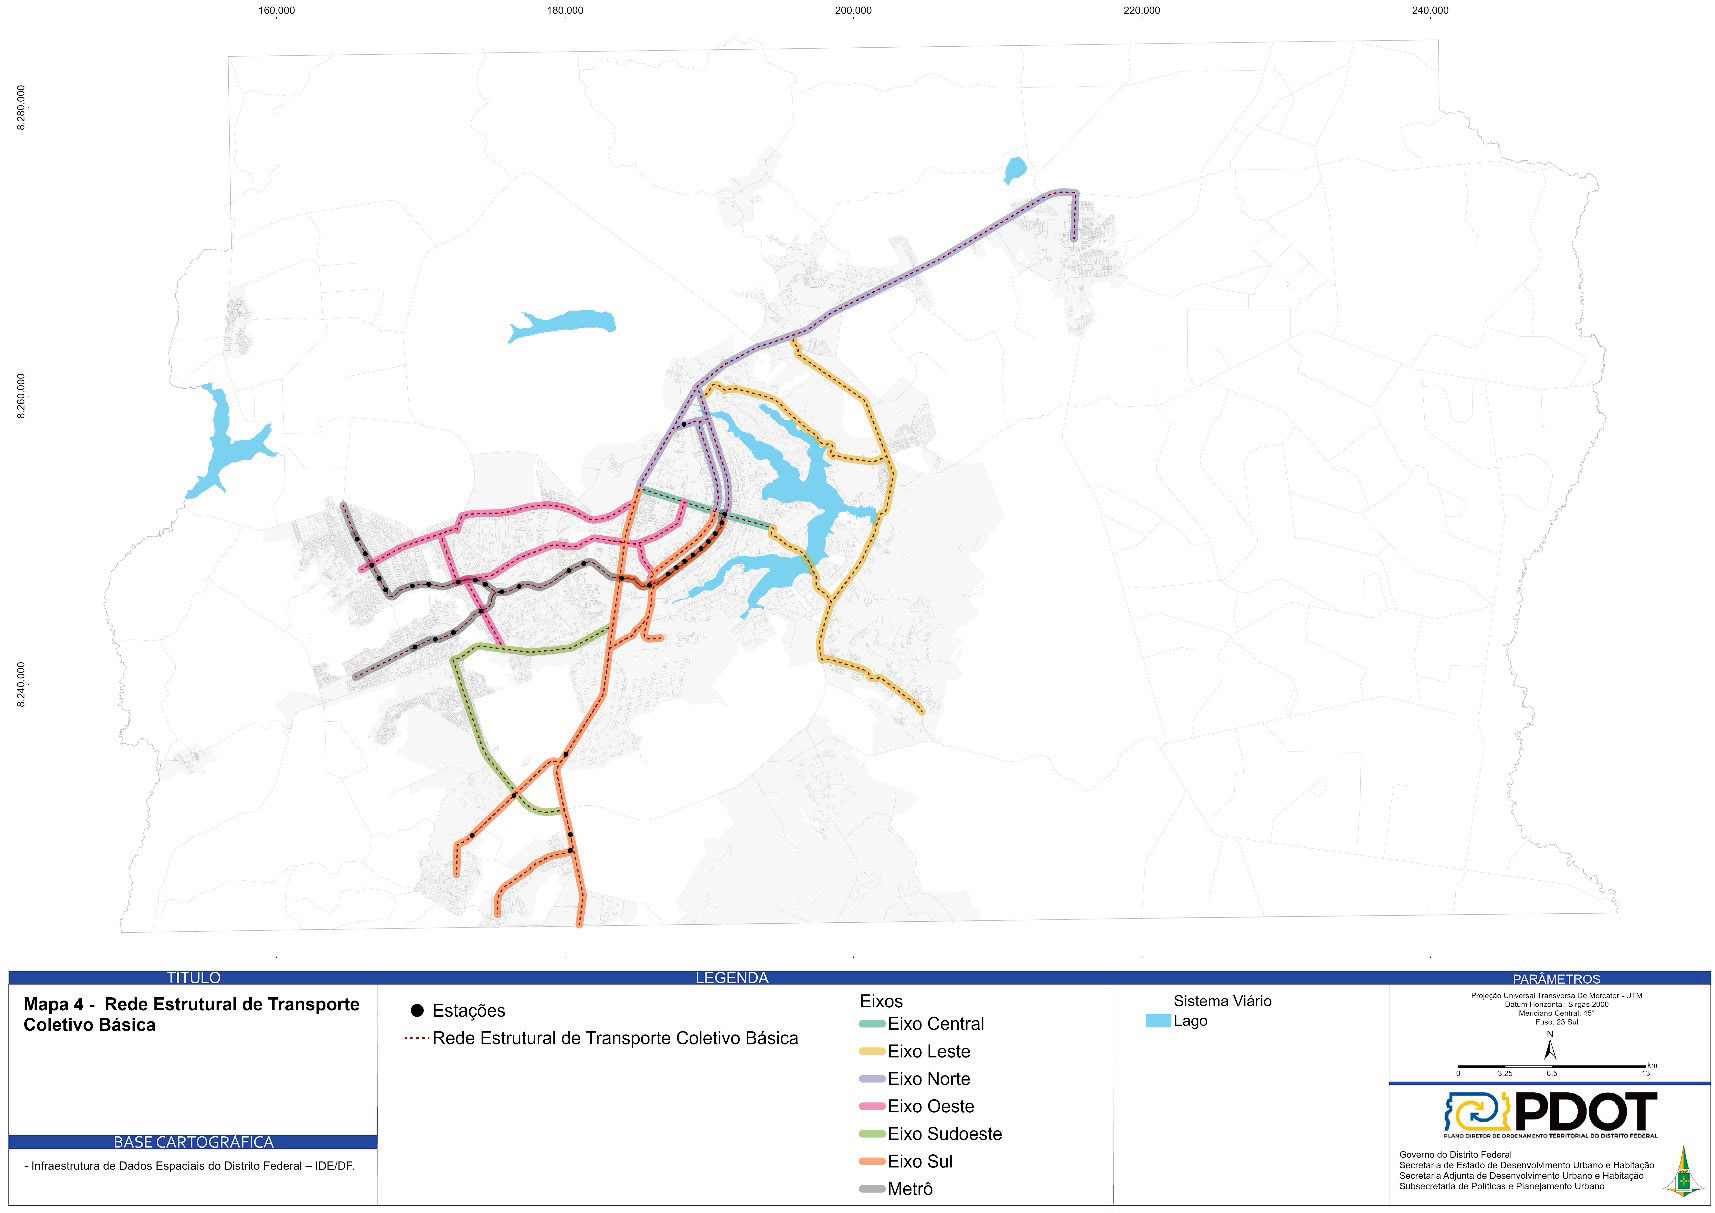 160.000
180.000
200.000
220.000
240.000
8.280.000
8.260.000
8.240.000
TÍTULO
Mapa 4 - Rede Estrutural de Transporte
Coletivo Básica
BASE CARTOGRÁFICA
- Infraestrutura de Dados Espaciais do Distrito Federal – IDE/DF.
LEGENDA
Estações
Rede Estrutural de Transporte Coletivo Básica
Eixos
Eixo Central
Eixo Leste
Eixo Norte
Eixo Oeste
Eixo Sudoeste
Eixo Sul
Metrô
Sistema Viário
Lago
PARÂMETROS
Projeção Universal Transversa De Mercator - UTM
Datum Horizontal: Sirgas 2000
Meridiano Central: 45°
Fuso: 23 Sul
N
km
0 3,25 6,5 13
PDOT
PLANO DIRETOR DE ORDENAMENTO TERRITORIAL DO DISTRITO FEDERAL
Governo do Distrito Federal
Secretaria de Estado de Desenvolvimento Urbano e Habitação
Secretaria Adjunta de Desenvolvimento Urbano e Habitação
Subsecretaria de Políticas e Planejamento Urbano